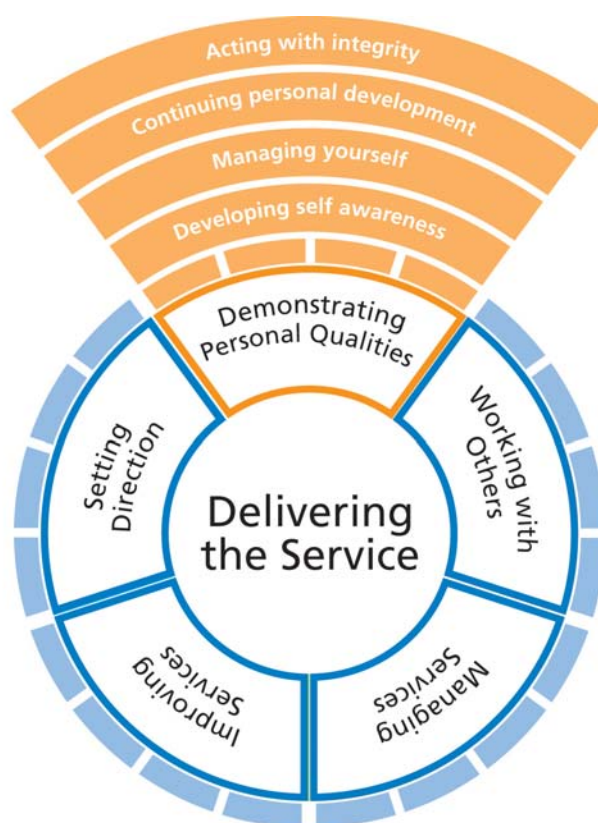 Acting with integrity
Continuing personal development
Managing yourself
Developing self awareness
Demonstrating
Personal Qualities
Setting
Direction
Working with
Others
Delivering
the Service
Improving
Services
Managing
Services